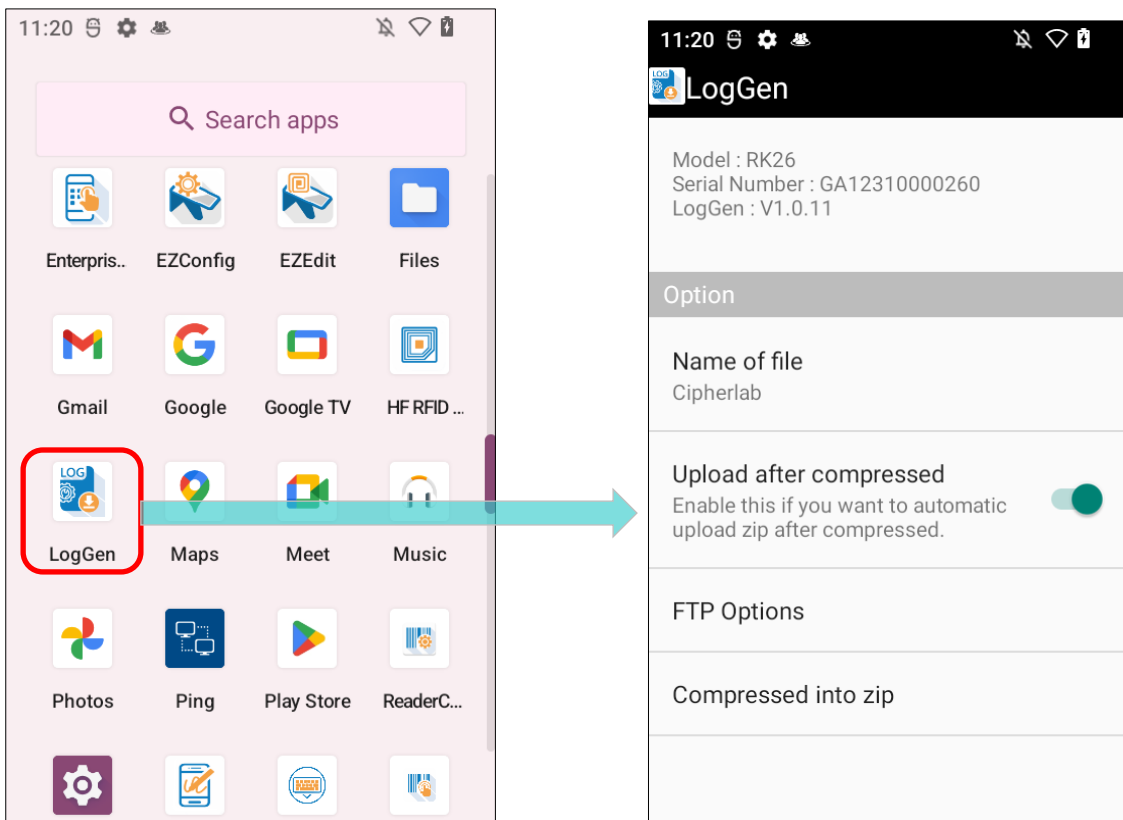 11:20
Search apps
Enterpris.. EZConfig EZEdit Files
Gmail Google Google TV HF RFID ...
LOG
LogGen Maps Meet Music
Photos Ping Play Store ReaderC...
11:20
LOG
LogGen
Model : RK26
Serial Number : GA12310000260
LogGen : V1.0.11
Option
Name of file
Cipherlab
Upload after compressed
Enable this if you want to automatic
upload zip after compressed.
FTP Options
Compressed into zip